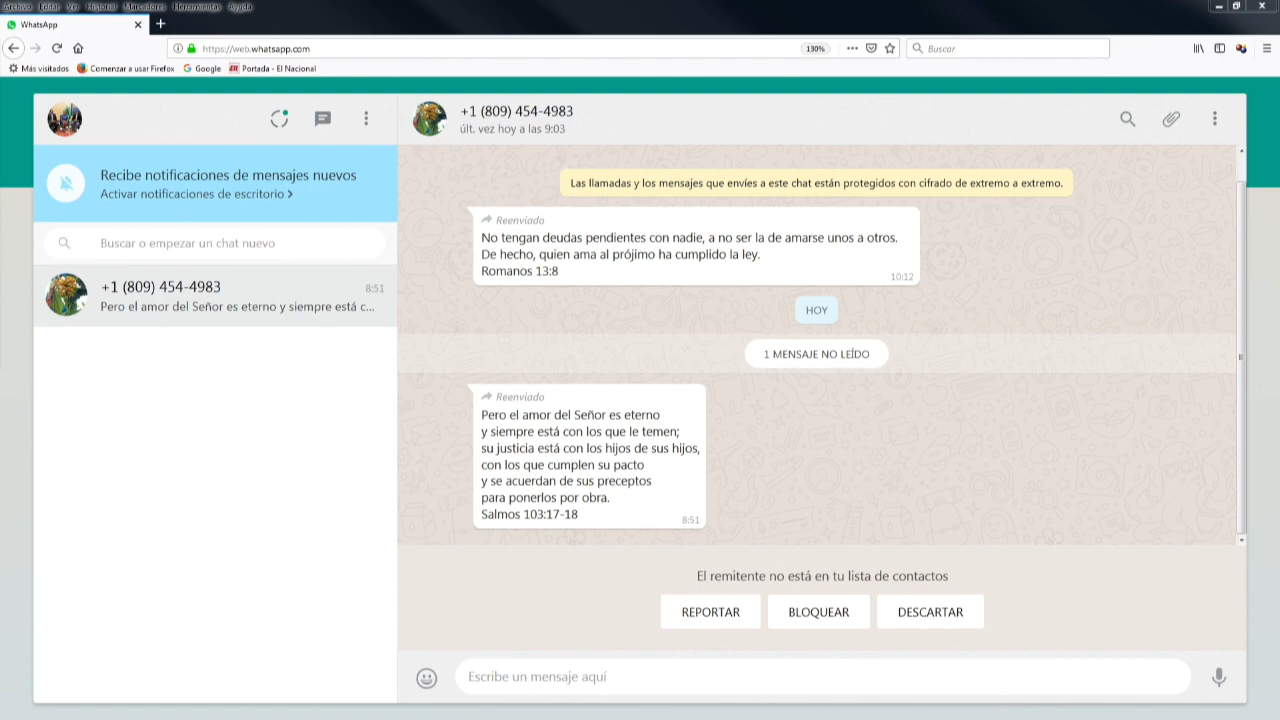 Archivo Editar Ver Historial Marcadores Herramientas Ayuda
WhatsApp
https://web.whatsapp.com
130%
Buscar
Más visitados Comenzar a usar Firefox Google Portada - El Nacional
+1 (809) 454-4983
últ. vez hoy a las 9:03
Recibe notificaciones de mensajes nuevos
Activar notificaciones de escritorio >
Buscar o empezar un chat nuevo
+1 (809) 454-4983
8:51
Pero el amor del Señor es eterno y siempre está c...
Las llamadas y los mensajes que envíes a este chat están protegidos con cifrado de extremo a extremo.
Reenviado
No tengan deudas pendientes con nadie, a no ser la de amarse unos a otros.
De hecho, quien ama al prójimo ha cumplido la ley.
Romanos 13:8
10:12
HOY
1 MENSAJE NO LEÍDO
Reenviado
Pero el amor del Señor es eterno
y siempre está con los que le temen;
su justicia está con los hijos de sus hijos,
con los que cumplen su pacto
y se acuerdan de sus preceptos
para ponerlos por obra.
Salmos 103:17-18
8:51
El remitente no está en tu lista de contactos
REPORTAR
BLOQUEAR
DESCARTAR
Escribe un mensaje aquí